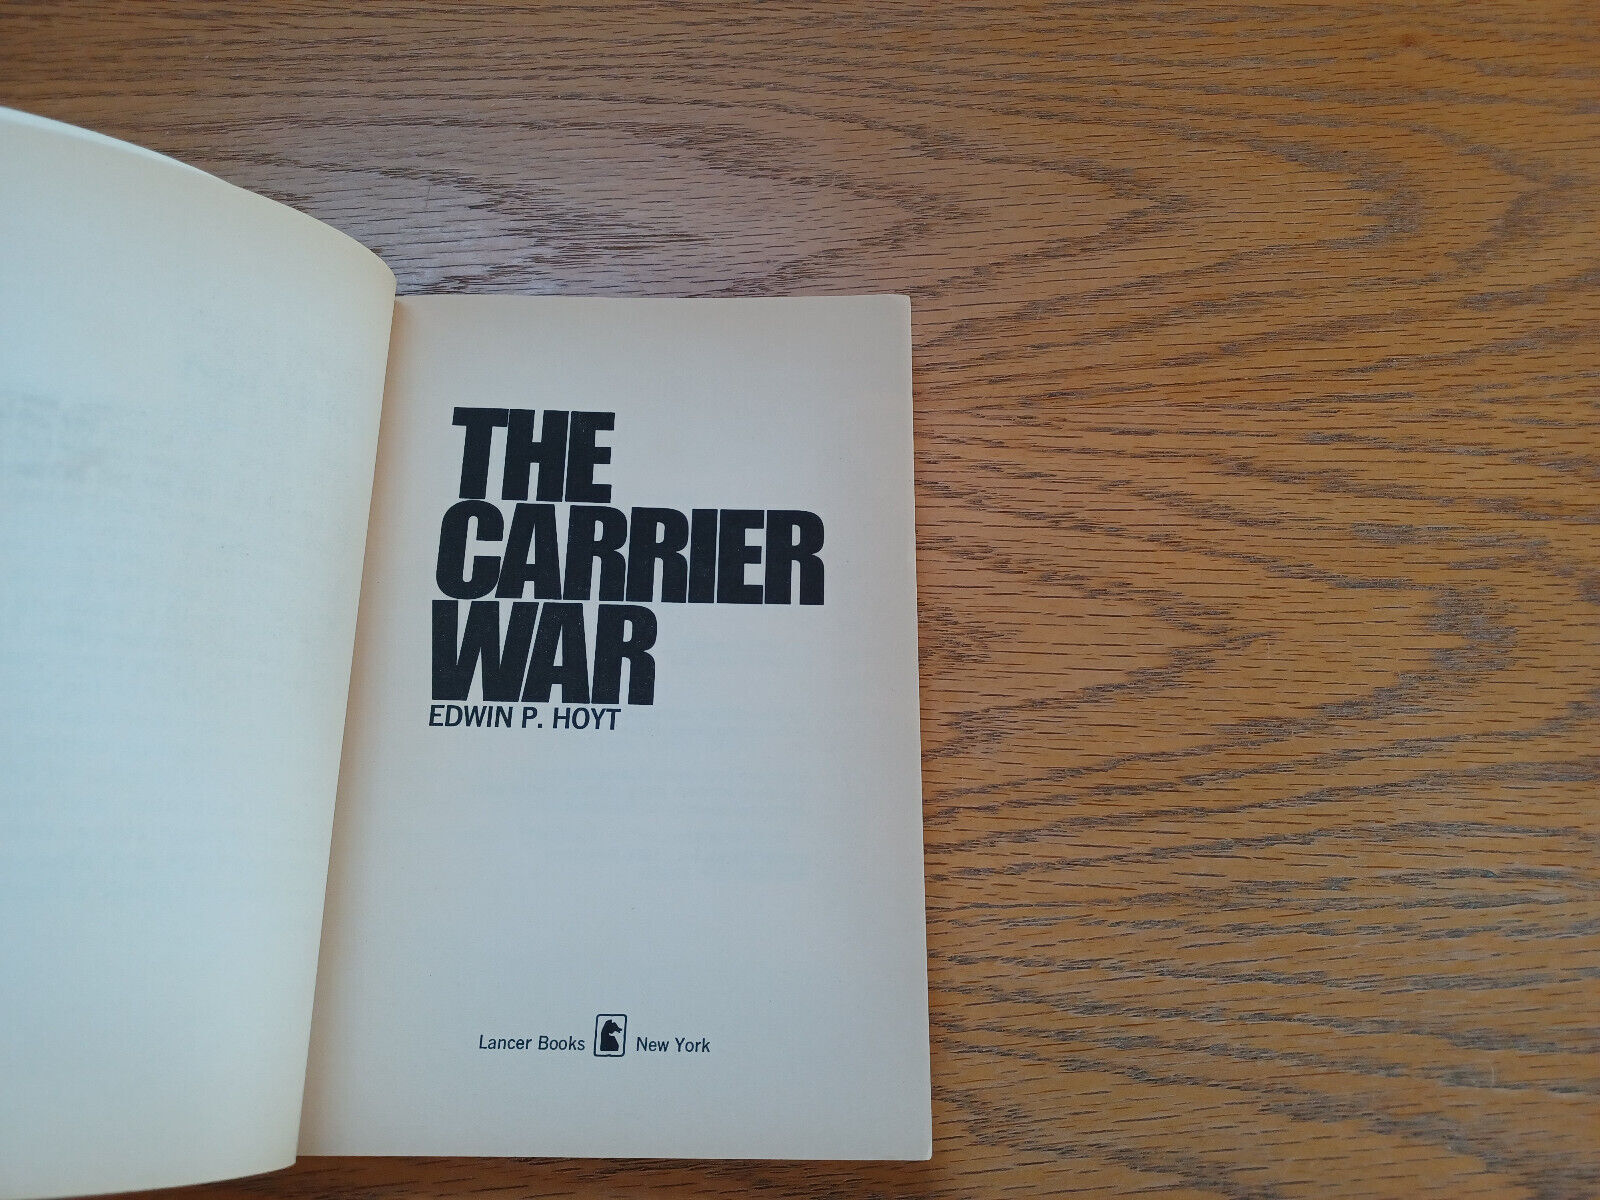 THE
CARRIER
WAR
EDWIN P. HOYT
Lancer Books New York